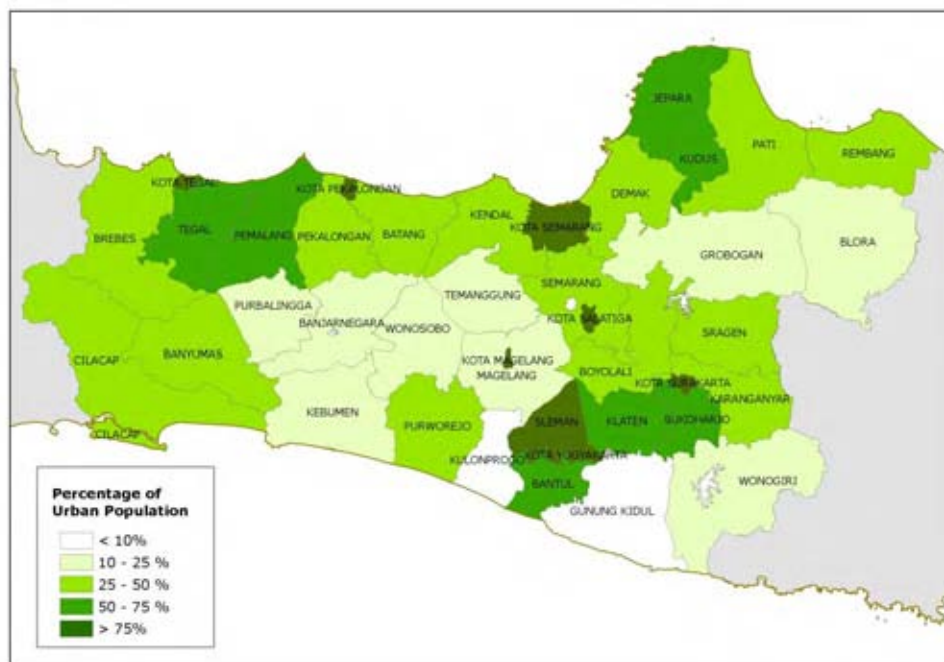 JEPARA
KUDUS
PATI
REMBANG
KOTA TEGAL
KOTA PEKALONGAN
DEMAK
KENDAL
KOTA SEMARANG
BREBES
TEGAL
PEMALANG
PEKALONGAN
BATANG
BLORA
GROBOGAN
SEMARANG
TEMANGGUNG
PURBALINGGA
BANJARNEGARA
WONOSOBO
KOTA SALATIGA
SRAGEN
CILACAP
BANYUMAS
KOTA MAGELANG
MAGELANG
BOYOLALI
KOTA SURAKARTA
KARANGANYAR
KEBUMEN
PURWOREJO
SLEMAN
KLATEN
SUKOHARJO
CILACAP
KULONPROGO
KOTA YOGYAKARTA
BANTUL
GUNUNG KIDUL
WONOGIRI
Percentage of
Urban Population
< 10%
10 - 25 %
25 - 50 %
50 - 75 %
> 75%